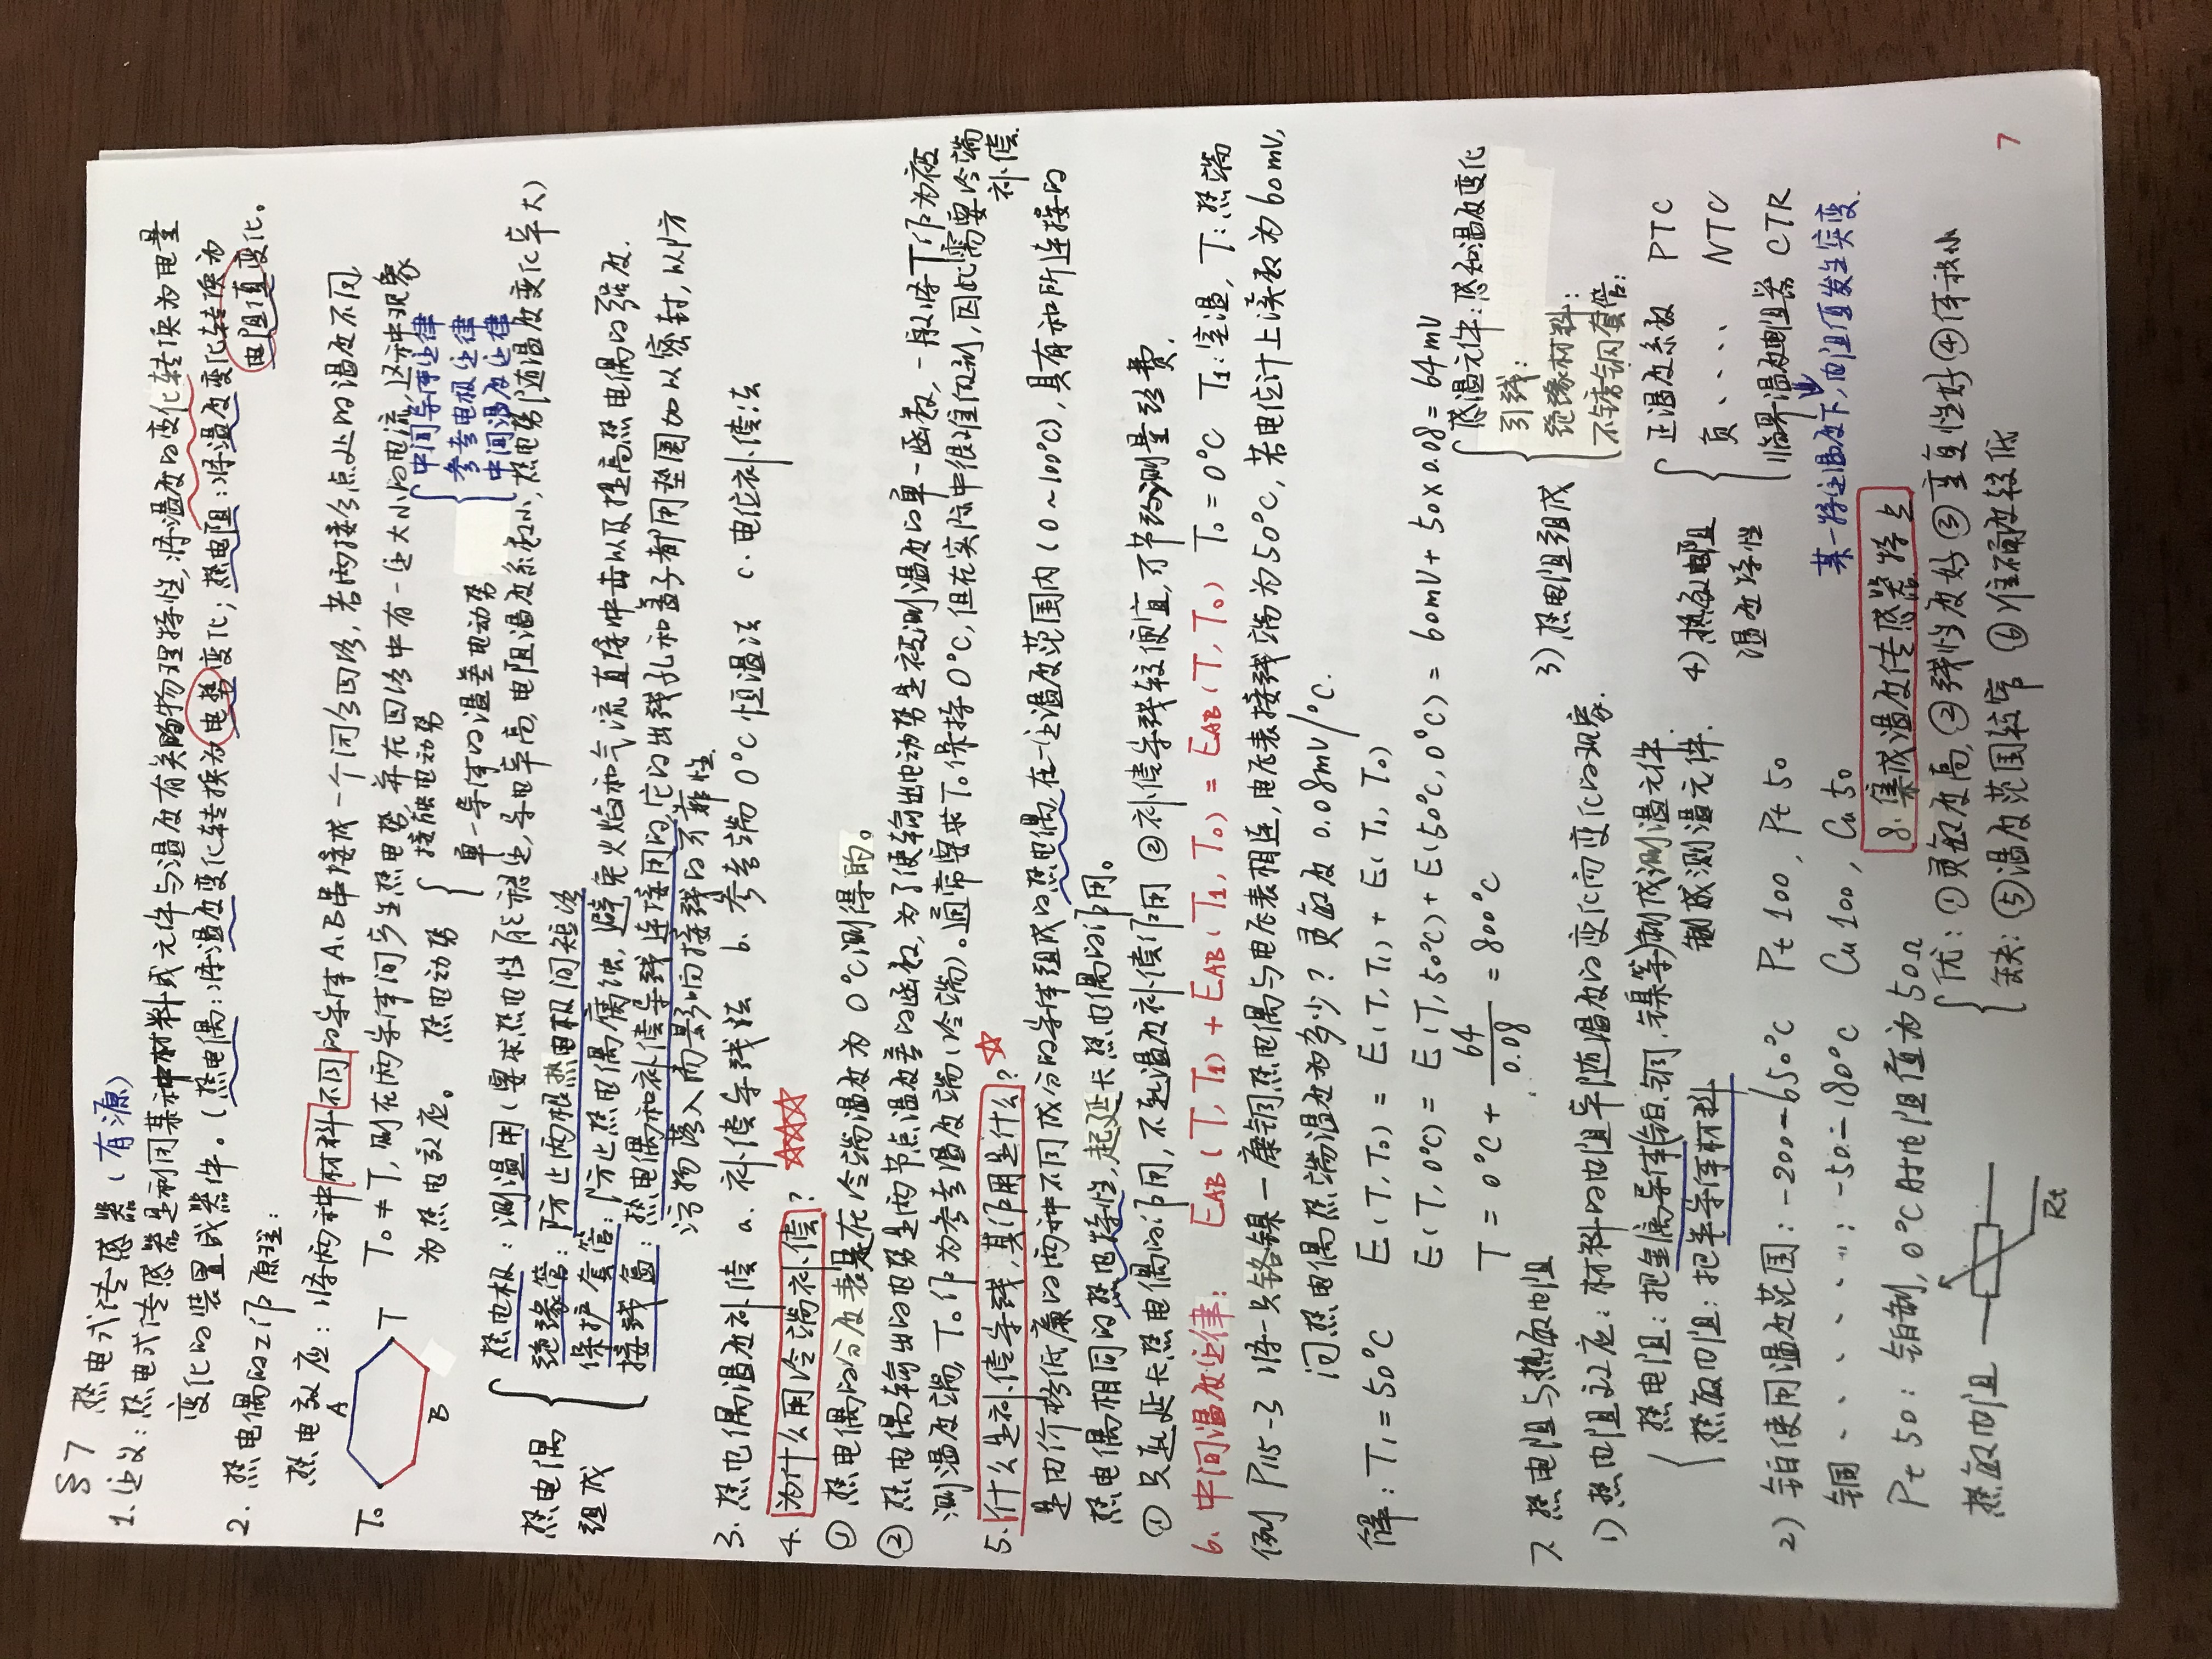 §7 热电式传感器（有源）
1. 定义：热电式传感器是利用某种材料或元件与温度有关的物理特性，将温度的变化转换为电量
变化的装置或器件。（热电偶：将温度变化转换为电势变化；热电阻：将温度变化转换为
电阻值变化。
2. 热电偶的工作原理：
热电效应：将两种材料不同的导体A、B串接成一个闭合回路，若两接合点处的温度不同
A
T₀ T
B
T₀≠T，则在两导体间产生热电势，并在回路中有一定大小的电流，这种现象
为热电效应。 热电动势
接触电动势
单一导体的温差电动势
中间导体定律
参考电极定律
中间温度定律
热电偶
组成
热电极：测温用（要求热电性能稳定，导电率高，电阻温度系数小，热电势随温度变化率大）
绝缘管：防止两根热电极间短路
保护套管：防止热电偶腐蚀，避免火焰和气流直接冲击以及提高热电偶的强度.
接线盒：热电偶和补偿导线连接用的，它的出线孔和盖子都用垫圈加以密封，以防
污物落入而影响接线的可靠性.
3. 热电偶温度补偿 a. 补偿导线法 b. 参考端0℃恒温法 c. 电位补偿法
4. 为什么用冷端补偿？ ☆☆☆
① 热电偶的分度表是在冷端温度为0℃测得的。
② 热电偶输出的电势是两节点温度差的函数，为了使输出电动势是被测温度的单一函数，一般将T作为被
测温度端，T₀作为参考温度端（冷端）。通常要求T₀保持0℃，但在实际中很难做到，因此需要冷端
补偿.
5. 什么是补偿导线，其作用是什么？☆
是由价格低廉的两种不同成分的导体组成的热电偶，在一定温度范围内（0～100℃），具有和所连接的
热电偶相同的热电特性，起延长热电偶的作用。
① 只起延长热电偶的作用，不起温度补偿作用 ② 补偿导线较便宜，可节约测量经费.
6. 中间温度定律： E_AB (T, T₁) + E_AB (T₁, T₀) = E_AB (T, T₀) T₀ = 0℃ T₁：室温， T：热端
例 P115-3 将一只铬镍—康铜热电偶与电压表相连，电压表接线端为50℃，若电位计上读数为60mV，
问热电偶热端温度为多少？灵敏度 0.08mV/℃.
解：T₁ = 50℃ E(T, T₀) = E(T, T₁) + E(T₁, T₀)
E(T, 0℃) = E(T, 50℃) + E(50℃, 0℃) = 60mV + 50×0.08 = 64mV
T = 0℃ + 64/0.08 = 800℃
7. 热电阻与热敏电阻
1) 热电阻效应：材料的电阻率随温度的变化而变化的现象.
热电阻：把金属导体（铂、铜、镍等）制成测温元件.
热敏电阻：把半导体材料 制成测温元件.
2) 铂使用温度范围：-200–650℃ Pt 100, Pt 50
铜 · · · · · · ·：-50–180℃ Cu 100, Cu 50
Pt 50：铂制，0℃时电阻值为50Ω
热敏电阻
Rt
3) 热电阻组成
感温元件：感知温度变化
引线：
绝缘材料：
不锈钢套管：
4) 热敏电阻
温度特性
正温度系数 PTC
负 · · · · NTC
临界温度电阻器 CTR
某一特定温度下，电阻值发生突变.
8. 集成温度传感器特点
优：①灵敏度高，②线性度好 ③重复性好 ④体积小
缺：⑤温度范围较窄 ⑥准确度较低
7